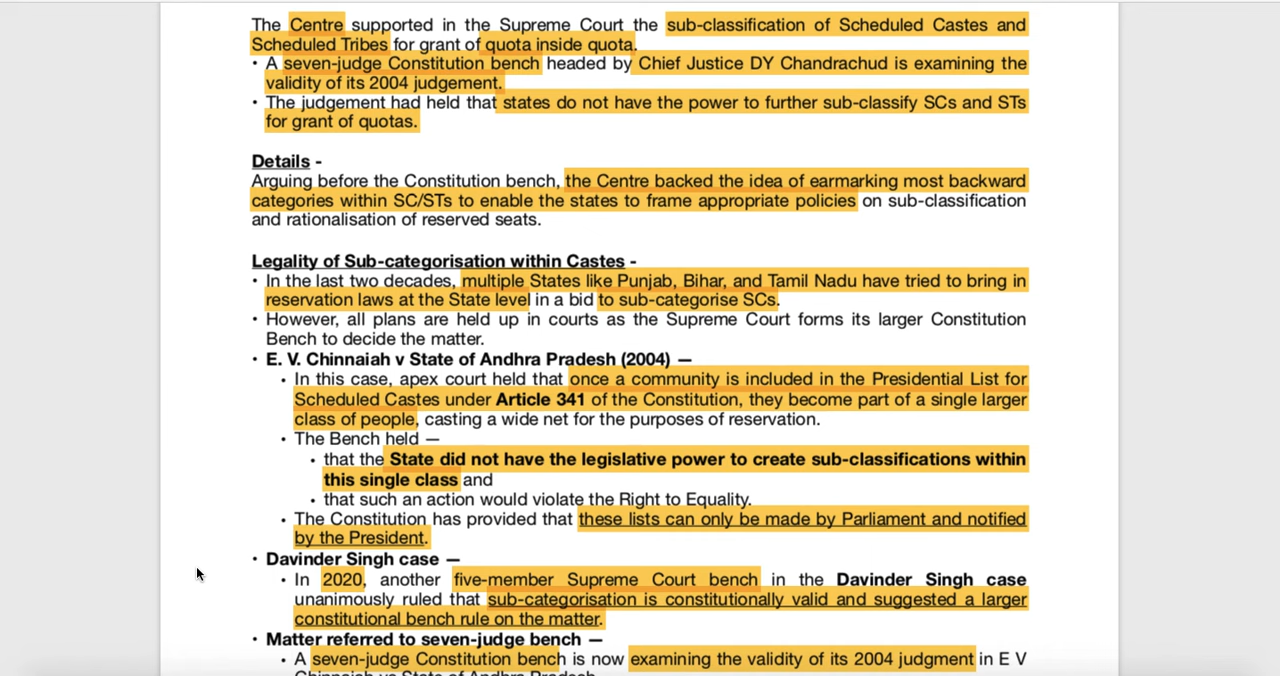 The Centre supported in the Supreme Court the sub-classification of Scheduled Castes and
Scheduled Tribes for grant of quota inside quota.
• A seven-judge Constitution bench headed by Chief Justice DY Chandrachud is examining the
validity of its 2004 judgement.
• The judgement had held that states do not have the power to further sub-classify SCs and STs
for grant of quotas.
Details -
Arguing before the Constitution bench, the Centre backed the idea of earmarking most backward
categories within SC/STs to enable the states to frame appropriate policies on sub-classification
and rationalisation of reserved seats.
Legality of Sub-categorisation within Castes -
• In the last two decades, multiple States like Punjab, Bihar, and Tamil Nadu have tried to bring in
reservation laws at the State level in a bid to sub-categorise SCs.
• However, all plans are held up in courts as the Supreme Court forms its larger Constitution
Bench to decide the matter.
• E. V. Chinnaiah v State of Andhra Pradesh (2004) —
• In this case, apex court held that once a community is included in the Presidential List for
Scheduled Castes under Article 341 of the Constitution, they become part of a single larger
class of people, casting a wide net for the purposes of reservation.
• The Bench held —
• that the State did not have the legislative power to create sub-classifications within
this single class and
• that such an action would violate the Right to Equality.
• The Constitution has provided that these lists can only be made by Parliament and notified
by the President.
• Davinder Singh case —
• In 2020, another five-member Supreme Court bench in the Davinder Singh case
unanimously ruled that sub-categorisation is constitutionally valid and suggested a larger
constitutional bench rule on the matter.
• Matter referred to seven-judge bench —
• A seven-judge Constitution bench is now examining the validity of its 2004 judgment in E V
Chinnaiah vs State of Andhra Pradesh